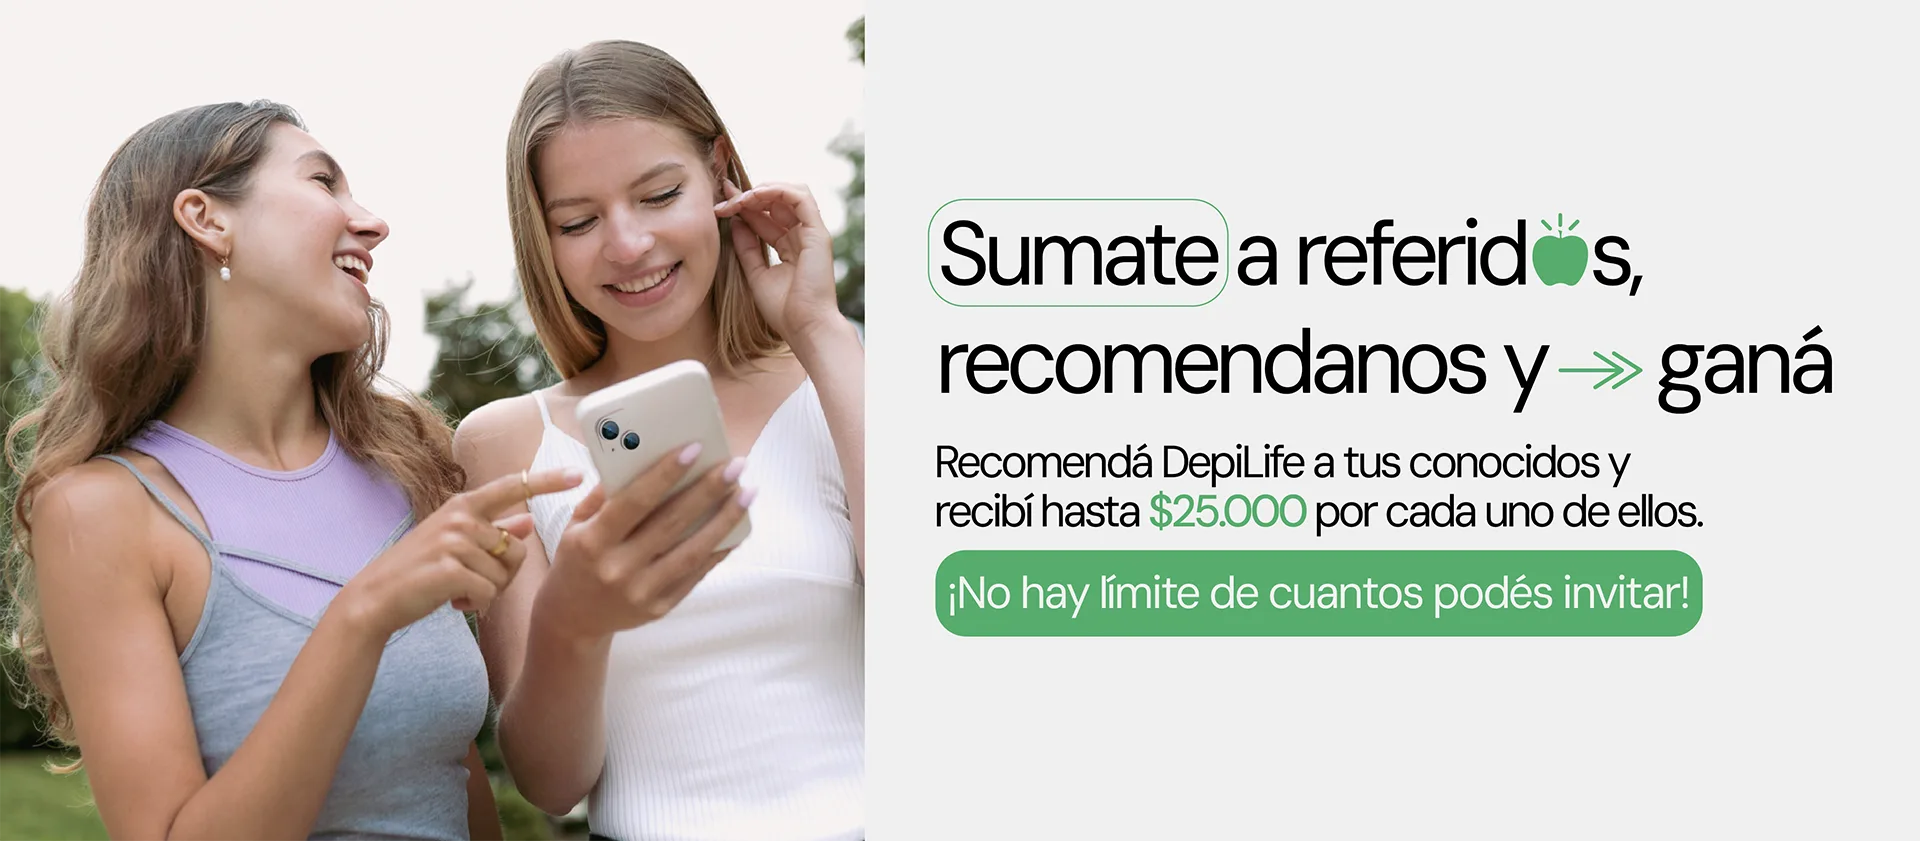 Sumate a referidos,
recomendanos y ganá
Recomendá DepiLife a tus conocidos y
recibí hasta $25.000 por cada uno de ellos.
¡No hay límite de cuantos podés invitar!